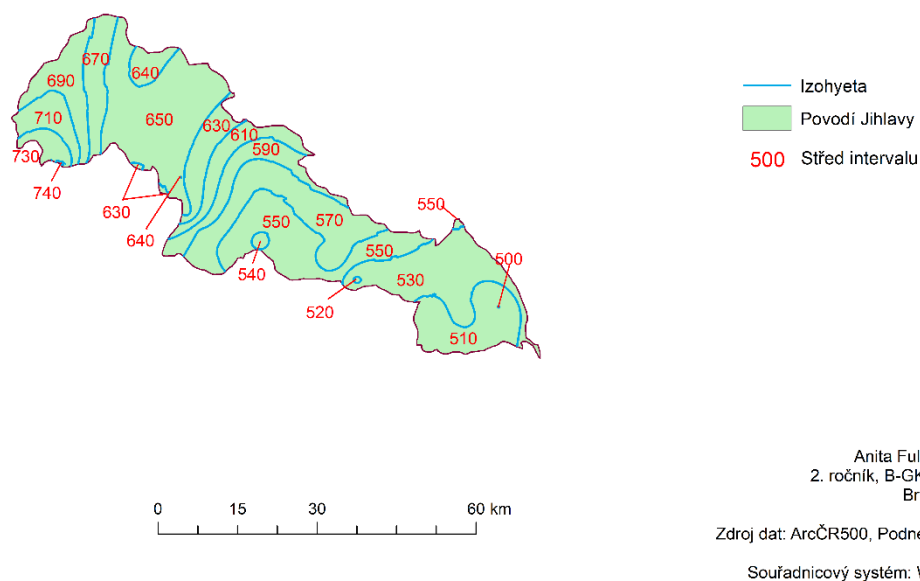 670
640
690
650
710
630
610
590
730
740
630
640
550
570
550
540
550
500
530
520
510
Izohyeta
Povodí Jihlavy
500 Střed intervalu
0 15 30 60 km
Anita Ful
2. ročník, B-GK
Br
Zdroj dat: ArcČR500, Podne
Souřadnicový systém: W